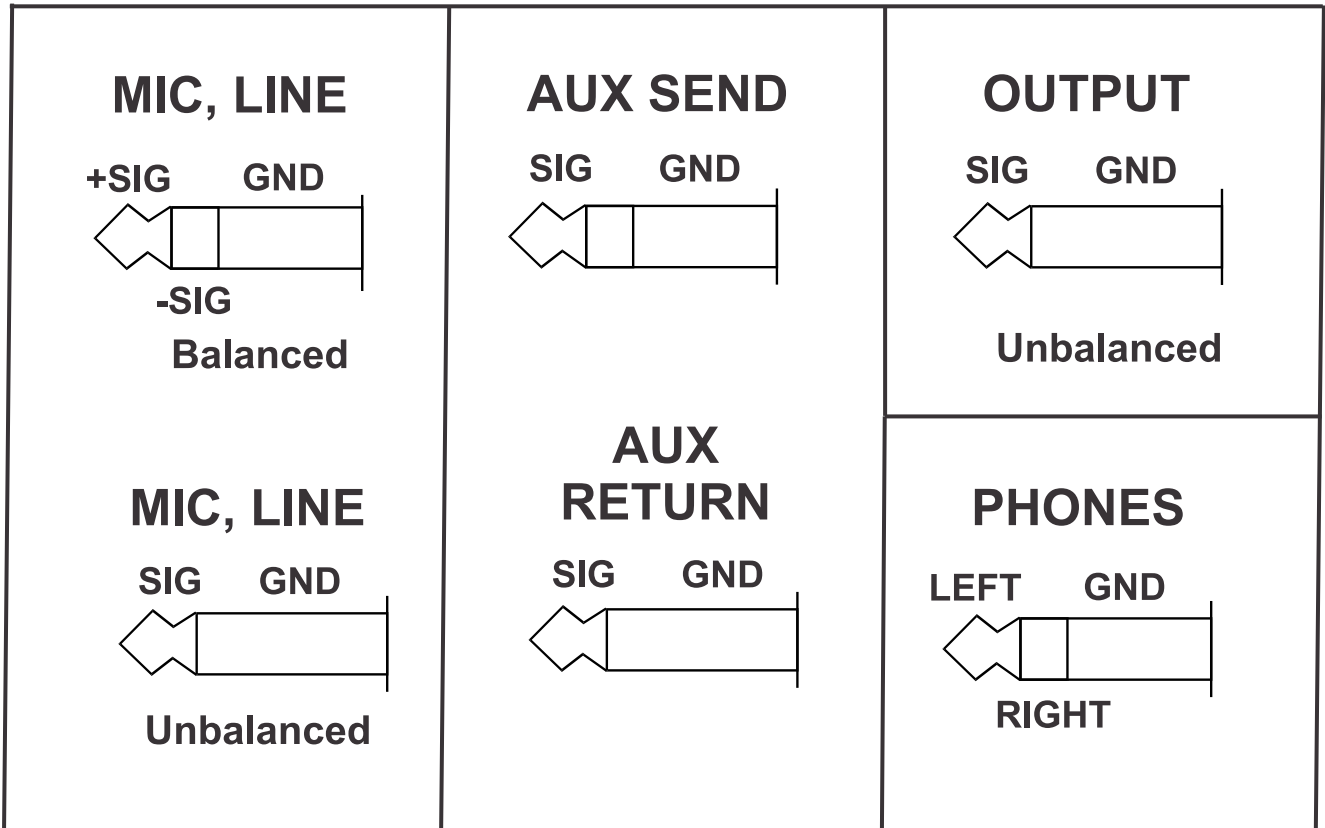 MIC, LINE
+SIG GND
-SIG
Balanced
MIC, LINE
SIG GND
Unbalanced
AUX SEND
SIG GND
AUX
RETURN
SIG GND
OUTPUT
SIG GND
Unbalanced
PHONES
LEFT GND
RIGHT